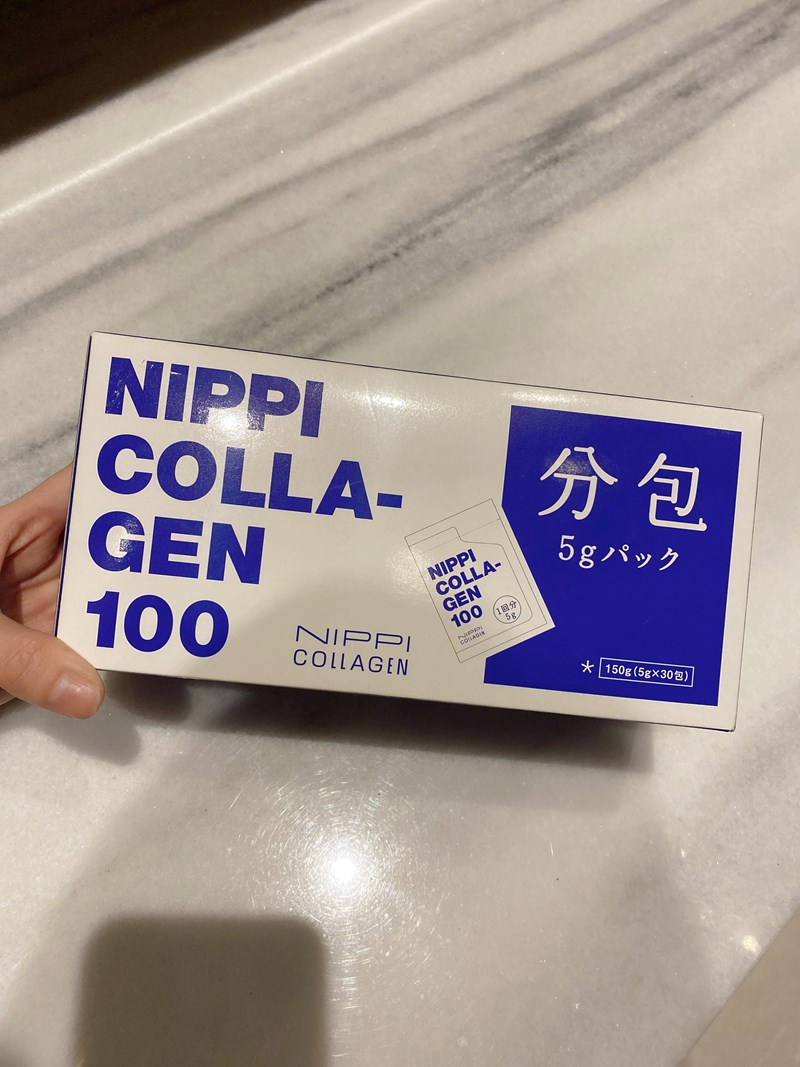 NIPPI
COLLA-
GEN
100
NIPPI
COLLAGEN
NIPPI
COLLA-
GEN
100
1回分
5g
NIPPI
COLLAGEN
分包
5gパック
* 150g(5g×30包)